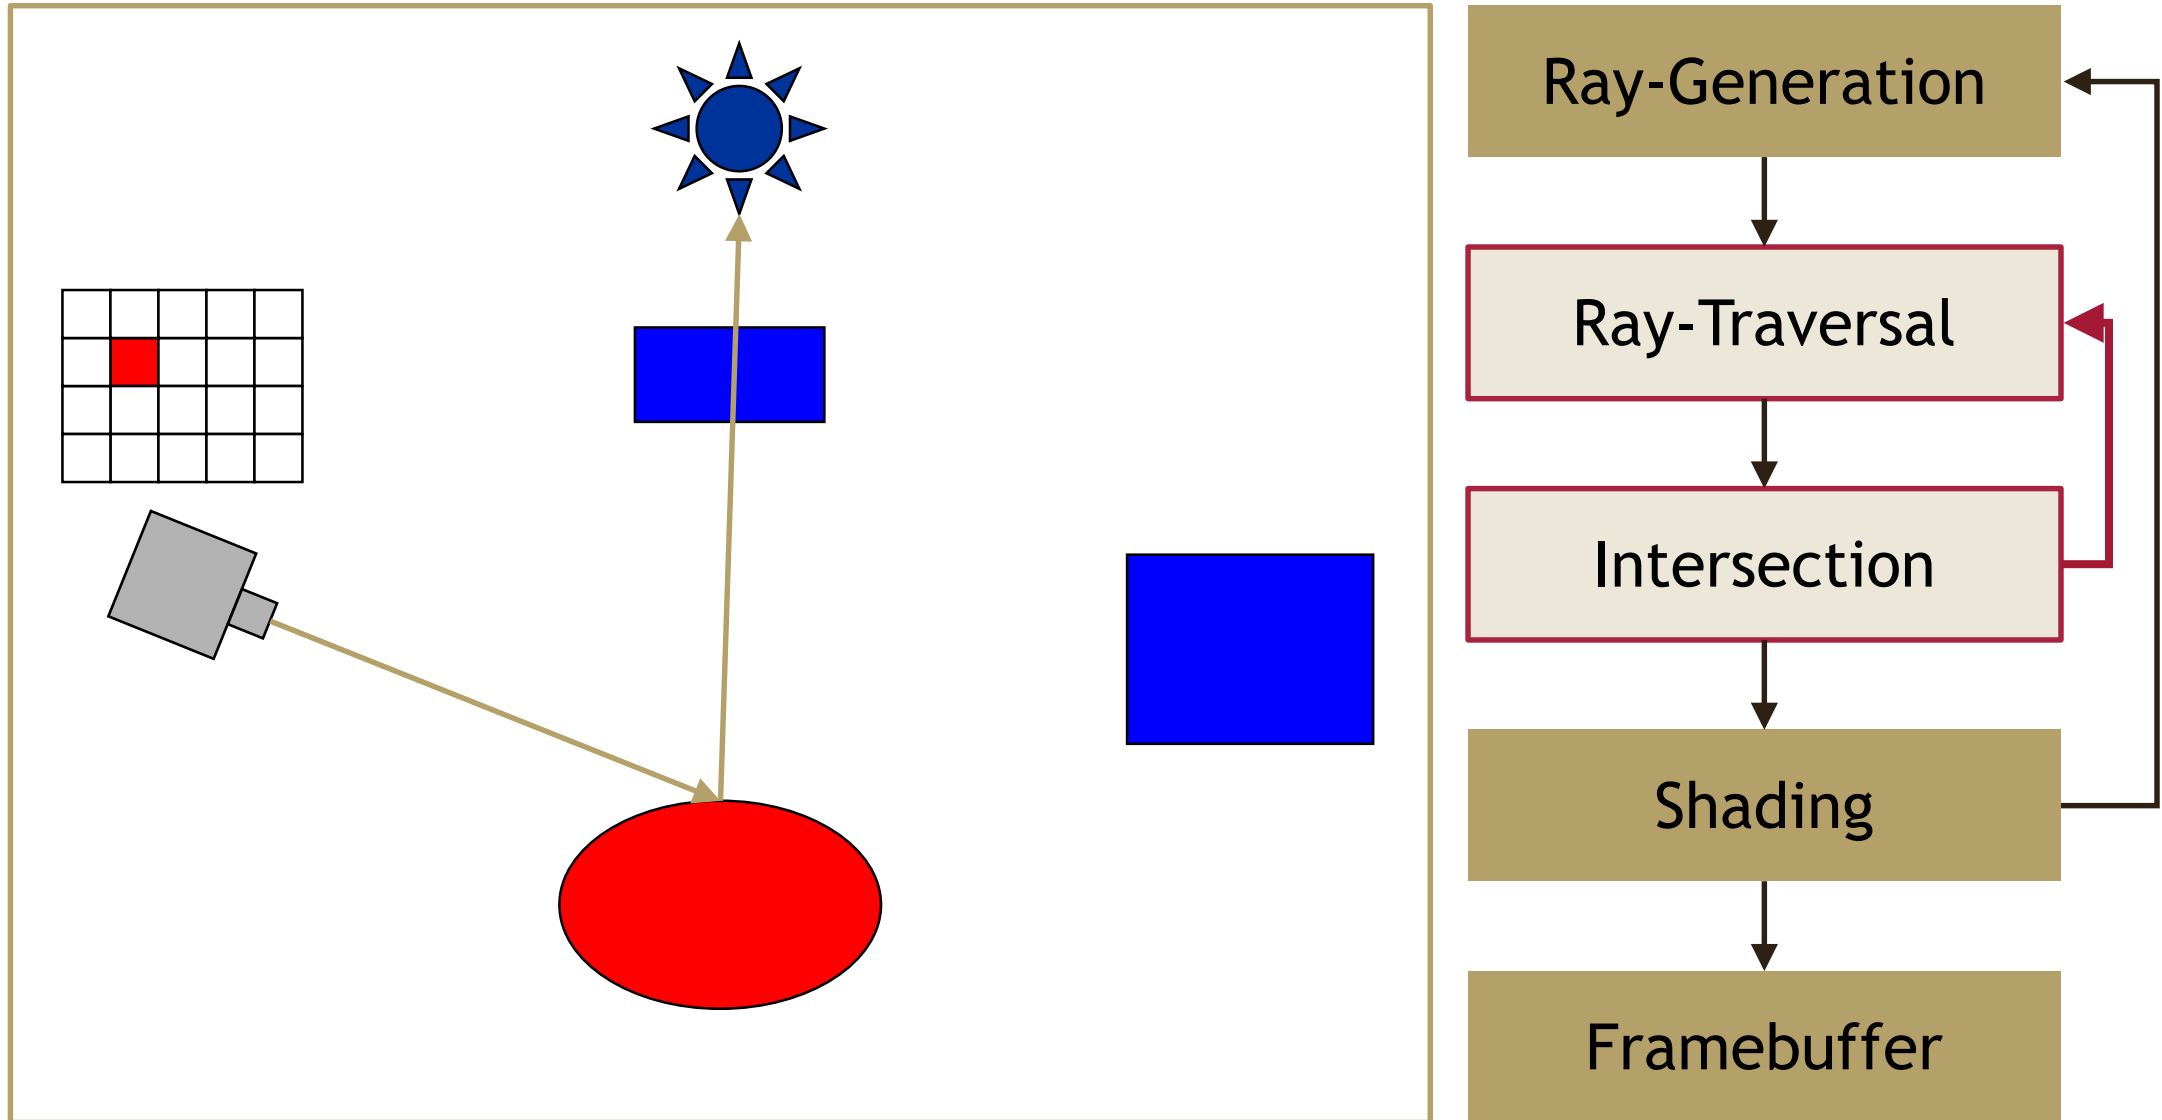 Ray-Generation
Ray-Traversal
Intersection
Shading
Framebuffer